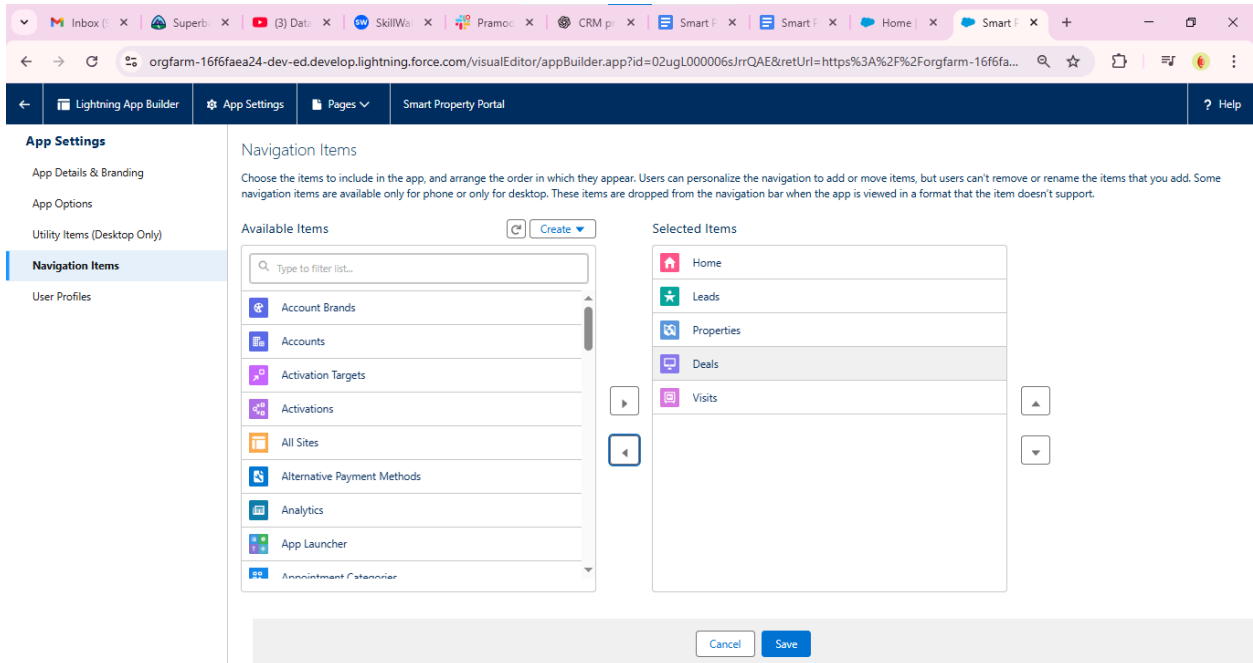 Inbox (
Superb
(3) Dat
SkillWa
Pramoc
CRM pr
Smart F
Smart F
Home |
Smart F
orgfarm-16f6faea24-dev-ed.develop.lightning.force.com/visualEditor/appBuilder.app?id=02ugL000006sJrrQAE&retUrl=https%3A%2F%2Forgfarm-16f6fa...
Lightning App Builder
App Settings
Pages
Smart Property Portal
? Help
App Settings
App Details & Branding
App Options
Utility Items (Desktop Only)
Navigation Items
User Profiles
Navigation Items
Choose the items to include in the app, and arrange the order in which they appear. Users can personalize the navigation to add or move items, but users can't remove or rename the items that you add. Some
navigation items are available only for phone or only for desktop. These items are dropped from the navigation bar when the app is viewed in a format that the item doesn't support.
Available Items
Create
Type to filter list...
Account Brands
Accounts
Activation Targets
Activations
All Sites
Alternative Payment Methods
Analytics
App Launcher
Appointment Categories
Selected Items
Home
Leads
Properties
Deals
Visits
Cancel
Save